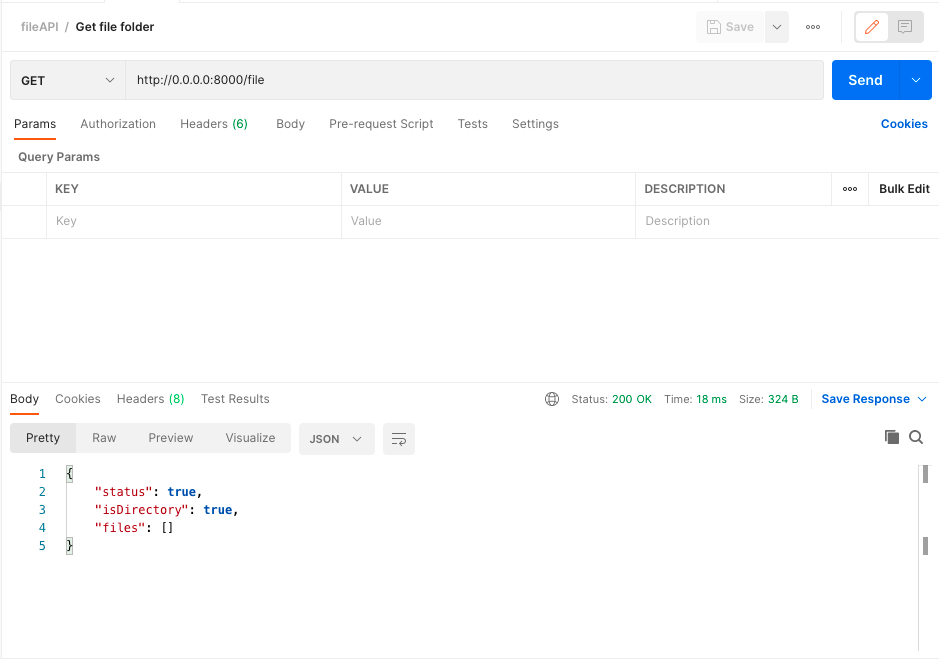 fileAPI / Get file folder Save
GET http://0.0.0.0:8000/file Send
Params Authorization Headers (6) Body Pre-request Script Tests Settings Cookies
Query Params
KEY VALUE DESCRIPTION Bulk Edit
Key Value Description
Body Cookies Headers (8) Test Results Status: 200 OK Time: 18 ms Size: 324 B Save Response
Pretty Raw Preview Visualize JSON
1 {
2 "status": true,
3 "isDirectory": true,
4 "files": []
5 }